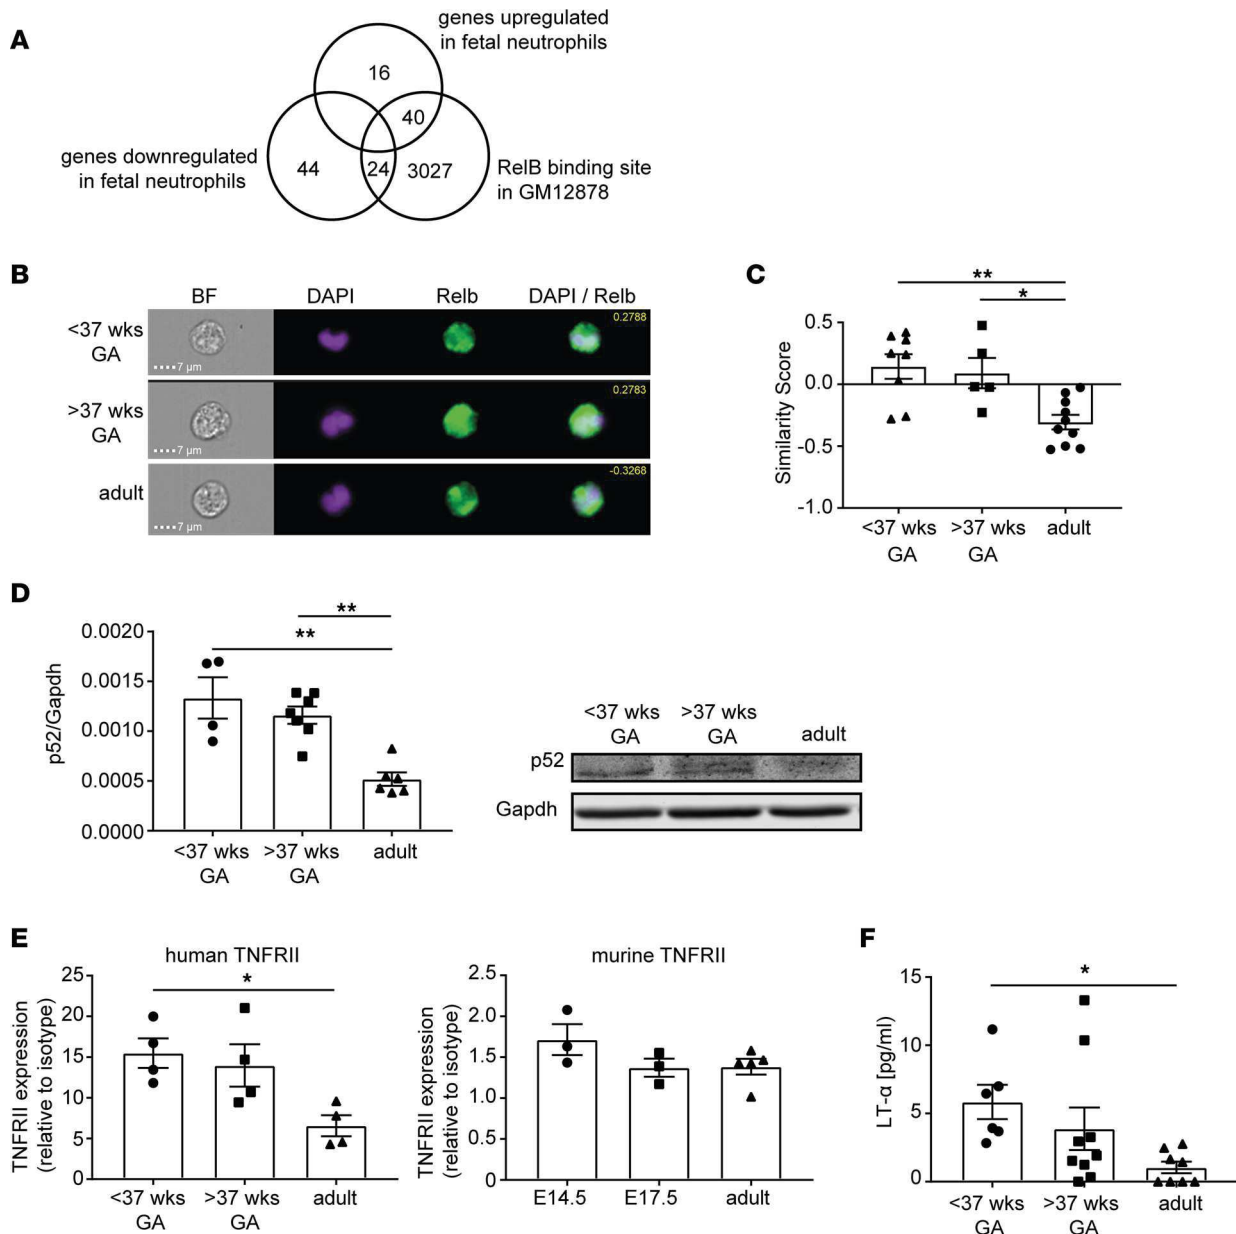 A
genes upregulated
in fetal neutrophils
16
40
genes downregulated
in fetal neutrophils
44
24
3027
RelB binding site
in GM12878
B
BF
DAPI
Relb
DAPI / Relb
<37 wks
GA
7 µm
0.2788
>37 wks
GA
7 µm
0.2783
adult
7 µm
-0.3268
C
**
*
Similarity Score
0.5
0.0
-0.5
-1.0
<37 wks
GA
>37 wks
GA
adult
D
**
**
p52/Gapdh
0.0020
0.0015
0.0010
0.0005
0.0000
<37 wks
GA
>37 wks
GA
adult
<37 wks
GA
>37 wks
GA
adult
p52
Gapdh
E
human TNFRII
*
TNFRII expression
(relative to isotype)
25
20
15
10
5
0
<37 wks
GA
>37 wks
GA
adult
murine TNFRII
TNFRII expression
(relative to isotype)
2.5
2.0
1.5
1.0
0.5
0
E14.5
E17.5
adult
F
*
LT-α [pg/ml]
15
10
5
0
<37 wks
GA
>37 wks
GA
adult